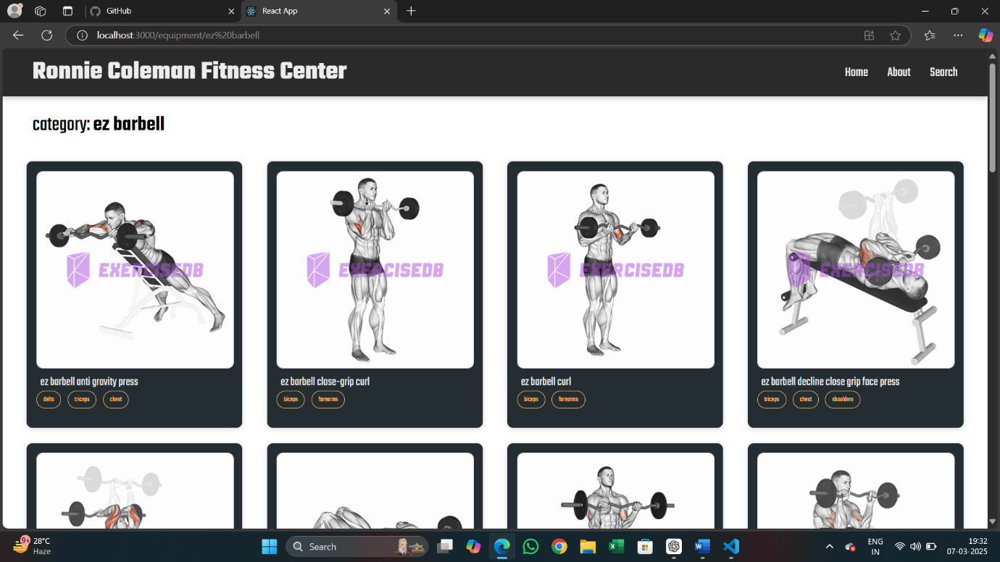 GitHub
React App
localhost:3000/equipment/ez%20barbell
Ronnie Coleman Fitness Center
Home About Search
category: ez barbell
EXERCISEDB
EXERCISEDB
EXERCISEDB
EXERCISEDB
ez barbell anti gravity press
delts triceps chest
ez barbell close-grip curl
biceps forearms
ez barbell curl
biceps forearms
ez barbell decline close grip face press
triceps chest shoulders
9+
28°C
Haze
Search
ENG
IN
19:32
07-03-2025